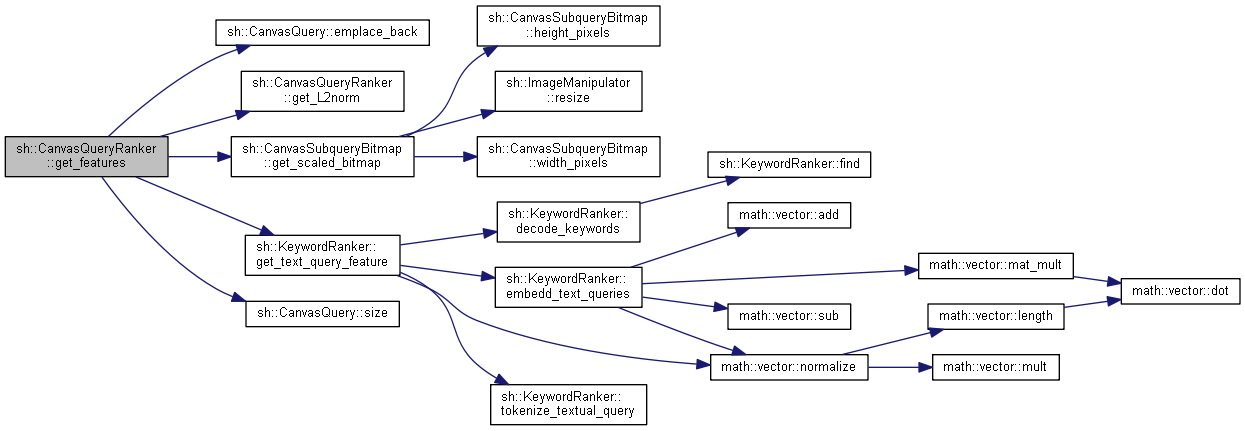 sh::CanvasQueryRanker
::get_features
sh::CanvasQuery::emplace_back
sh::CanvasQueryRanker
::get_L2norm
sh::CanvasSubqueryBitmap
::get_scaled_bitmap
sh::KeywordRanker::
get_text_query_feature
sh::CanvasQuery::size
sh::CanvasSubqueryBitmap
::height_pixels
sh::ImageManipulator
::resize
sh::CanvasSubqueryBitmap
::width_pixels
sh::KeywordRanker::
decode_keywords
sh::KeywordRanker::
embedd_text_queries
sh::KeywordRanker::
tokenize_textual_query
sh::KeywordRanker::find
math::vector::add
math::vector::sub
math::vector::normalize
math::vector::mat_mult
math::vector::length
math::vector::mult
math::vector::dot